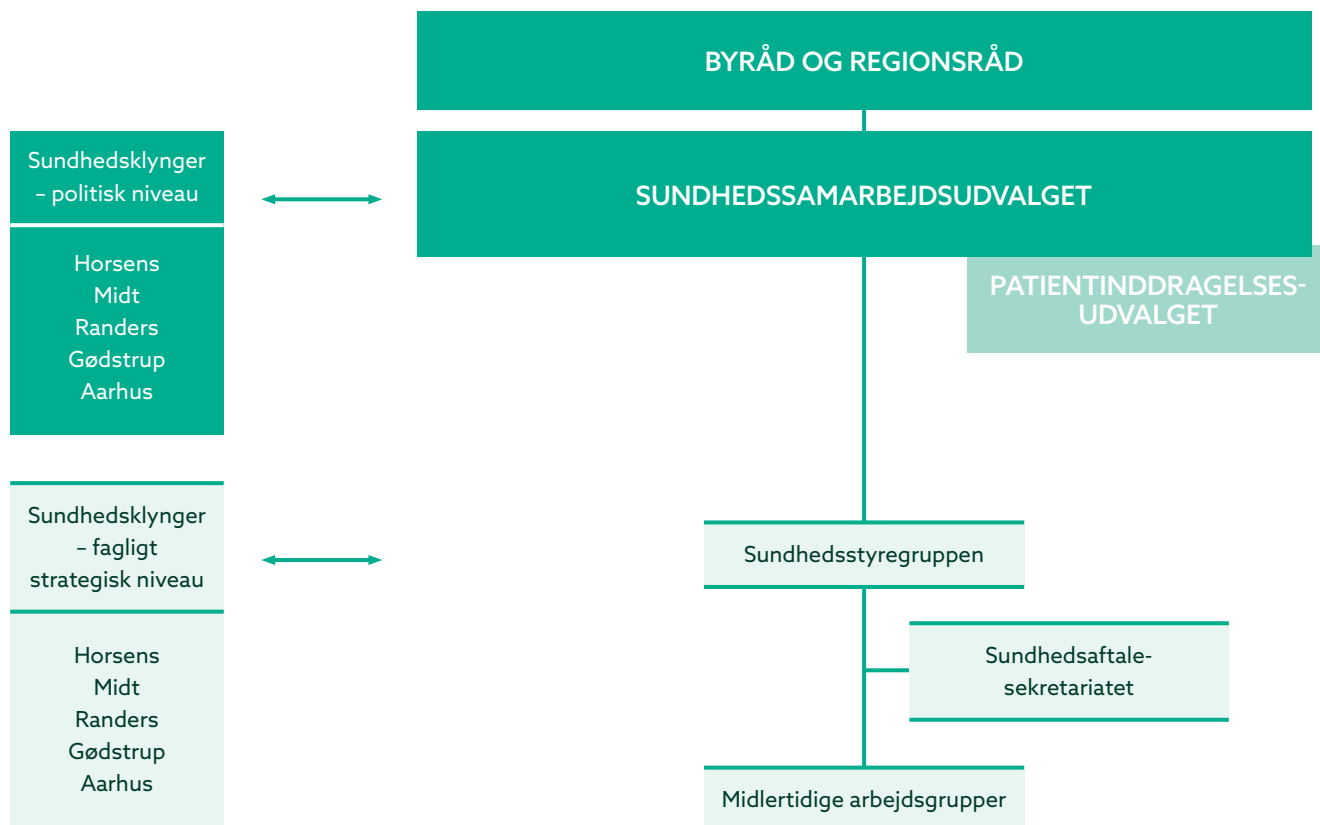 BYRÅD OG REGIONSRÅD
Sundhedsklynger
– politisk niveau
SUNDHEDSSAMARBEJDSUDVALGET
Horsens
Midt
Randers
Gødstrup
Aarhus
PATIENTINDDRAGELSES-
UDVALGET
Sundhedsklynger
– fagligt
strategisk niveau
Sundhedsstyregruppen
Horsens
Midt
Randers
Gødstrup
Aarhus
Sundhedsaftale-
sekretariatet
Midlertidige arbejdsgrupper